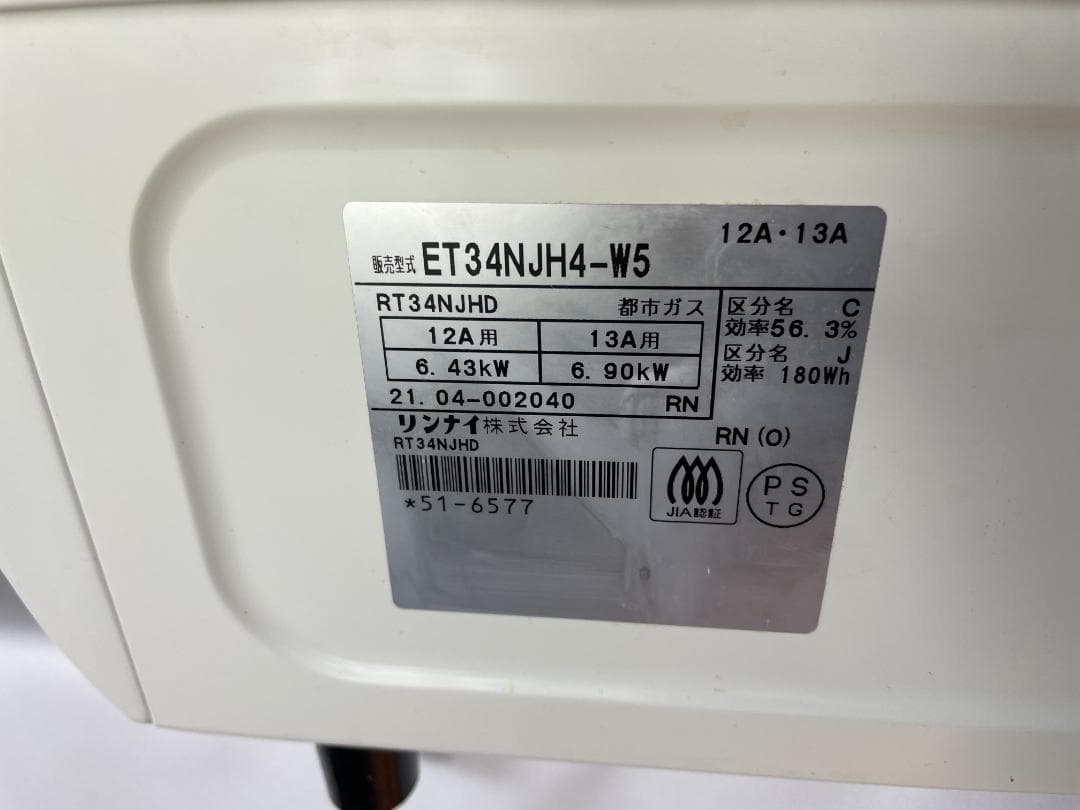 12A・13A
販売型式 ET34NJH4-W5
RT34NJHD 都市ガス
12A用 13A用
6.43kW 6.90kW
21.04-002040 RN
区分名 C
効率56.3%
区分名 J
効率 180Wh
リンナイ株式会社
RT34NJHD
RN(O)
*51-6577
JIA認証
PS
TG